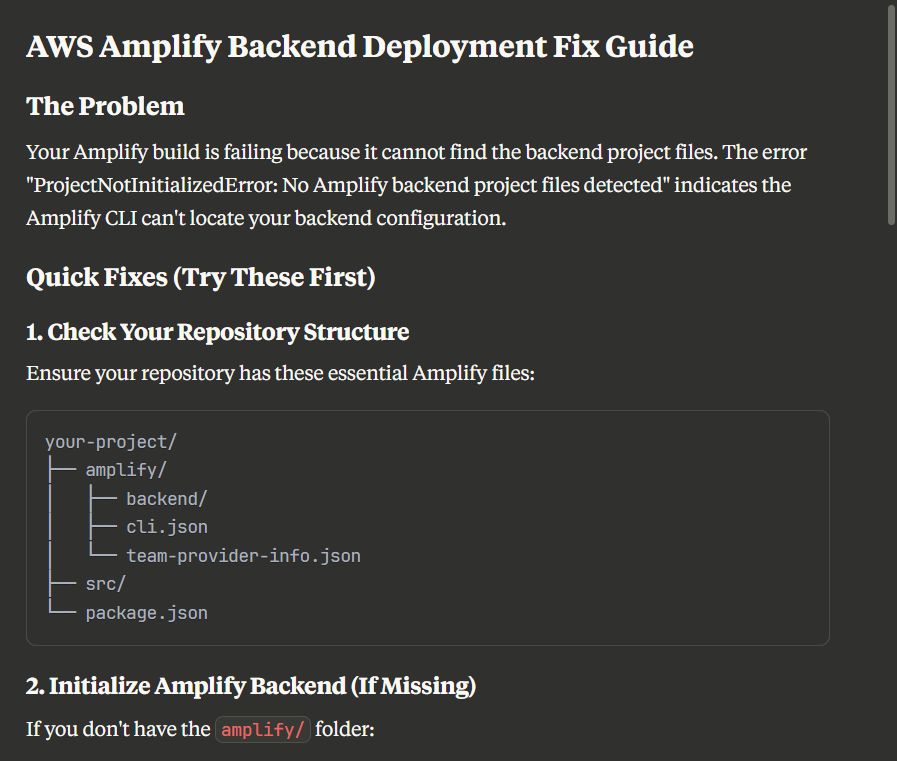 AWS Amplify Backend Deployment Fix Guide
The Problem
Your Amplify build is failing because it cannot find the backend project files. The error
"ProjectNotInitializedError: No Amplify backend project files detected" indicates the
Amplify CLI can't locate your backend configuration.
Quick Fixes (Try These First)
1. Check Your Repository Structure
Ensure your repository has these essential Amplify files:
your-project/
├── amplify/
│   ├── backend/
│   ├── cli.json
│   └── team-provider-info.json
├── src/
└── package.json
2. Initialize Amplify Backend (If Missing)
If you don't have the amplify/ folder: